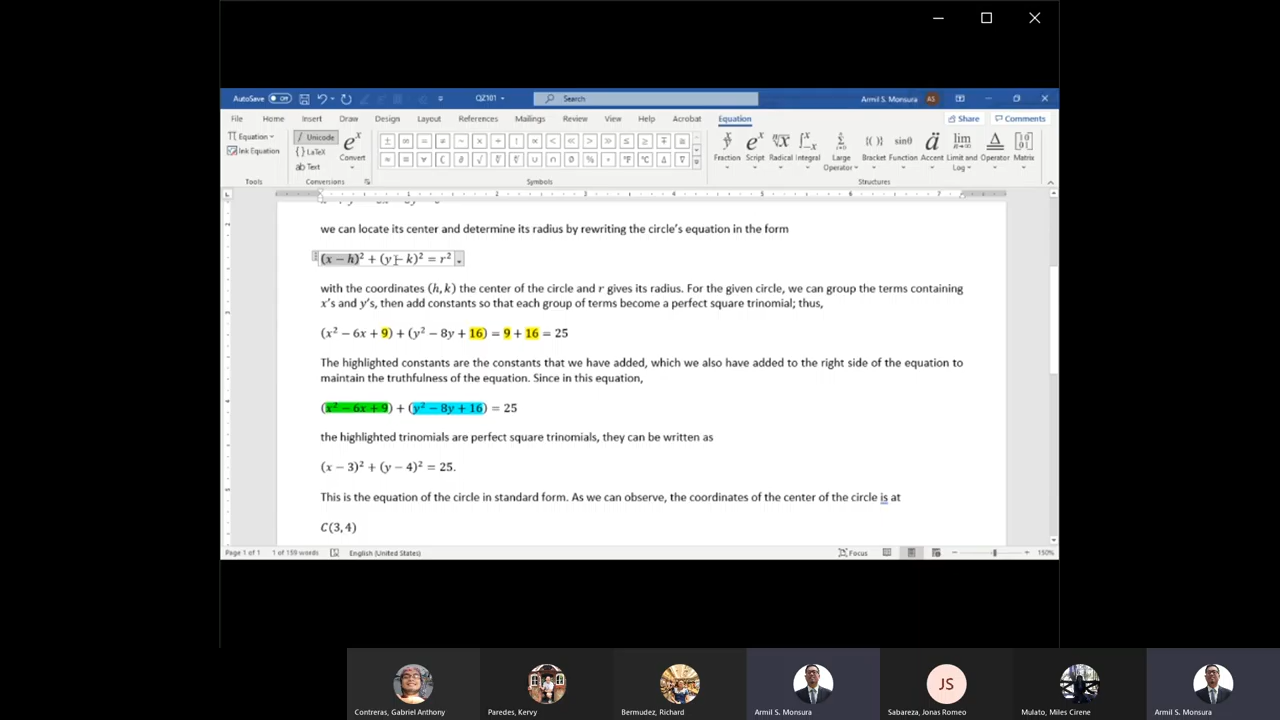 AutoSave Off QZ101 Search Armil S. Monsura AS
File Home Insert Draw Design Layout References Mailings Review View Help Acrobat Equation Share Comments
Equation Unicode
Ink Equation LaTeX Convert Fraction Script Radical Integral Large Operator Bracket Function Accent Limit and Log Operator Matrix
ab Text
Tools Conversions Symbols Structures
we can locate its center and determine its radius by rewriting the circle's equation in the form
(x − h)² + (y − k)² = r²
with the coordinates (h, k) the center of the circle and r gives its radius. For the given circle, we can group the terms containing
x's and y's, then add constants so that each group of terms become a perfect square trinomial; thus,
(x² − 6x + 9) + (y² − 8y + 16) = 9 + 16 = 25
The highlighted constants are the constants that we have added, which we also have added to the right side of the equation to
maintain the truthfulness of the equation. Since in this equation,
(x² − 6x + 9) + (y² − 8y + 16) = 25
the highlighted trinomials are perfect square trinomials, they can be written as
(x − 3)² + (y − 4)² = 25.
This is the equation of the circle in standard form. As we can observe, the coordinates of the center of the circle is at
C(3, 4)
Page 1 of 1 1 of 159 words English (United States) Focus 150%
JS
Contreras, Gabriel Anthony Paredes, Kervy Bermudez, Richard Armil S. Monsura Sabareza, Jonas Romeo Mulato, Miles Cirene Armil S. Monsura